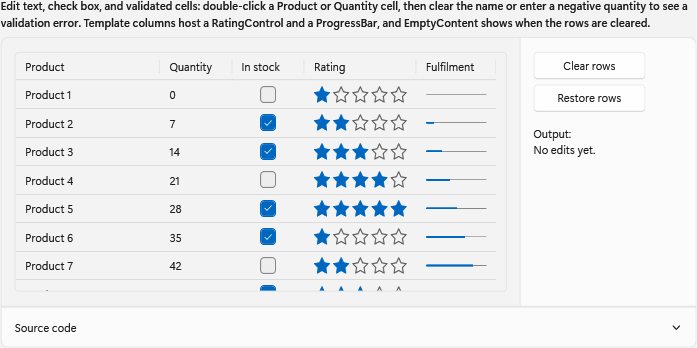 Edit text, check box, and validated cells: double-click a Product or Quantity cell, then clear the name or enter a negative quantity to see a
validation error. Template columns host a RatingControl and a ProgressBar, and EmptyContent shows when the rows are cleared.
Product Quantity In stock Rating Fulfilment
Product 1 0
Product 2 7
Product 3 14
Product 4 21
Product 5 28
Product 6 35
Product 7 42
Clear rows
Restore rows
Output:
No edits yet.
Source code